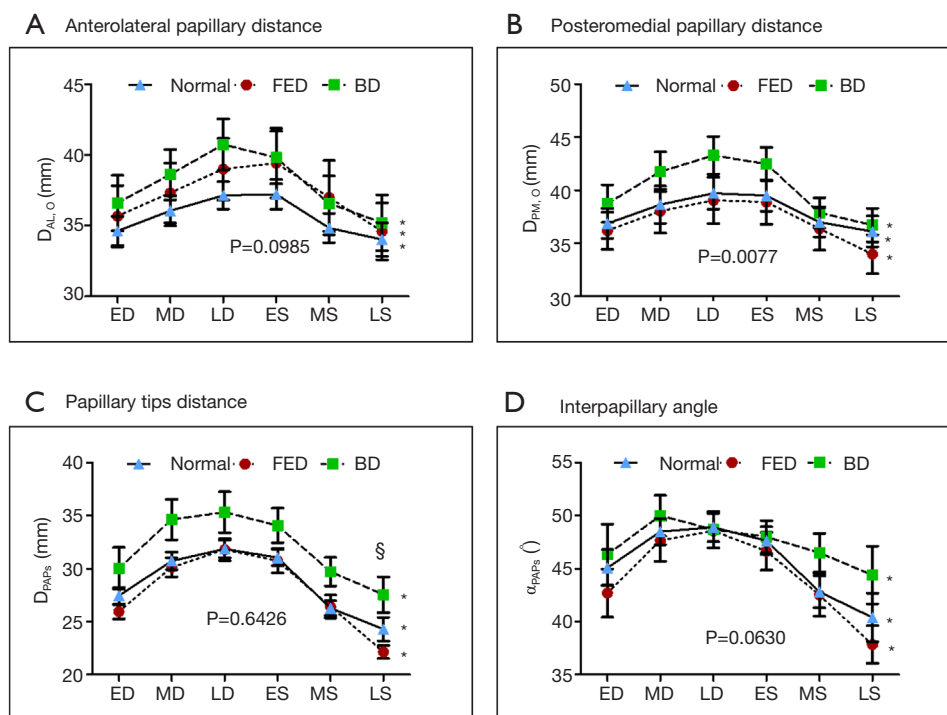 A Anterolateral papillary distance
45
Normal FED BD
40
D_AL, O (mm)
35
*
*
*
P=0.0985
30
ED MD LD ES MS LS
B Posteromedial papillary distance
50
Normal FED BD
45
D_PM, O (mm)
40
*
*
35
*
P=0.0077
30
ED MD LD ES MS LS
C Papillary tips distance
40
Normal FED BD
35
D_PAPs (mm)
§
30
*
25
*
P=0.6426
*
20
ED MD LD ES MS LS
D Interpapillary angle
55
Normal FED BD
50
α_PAPs (°)
45
*
40
*
P=0.0630
*
35
ED MD LD ES MS LS